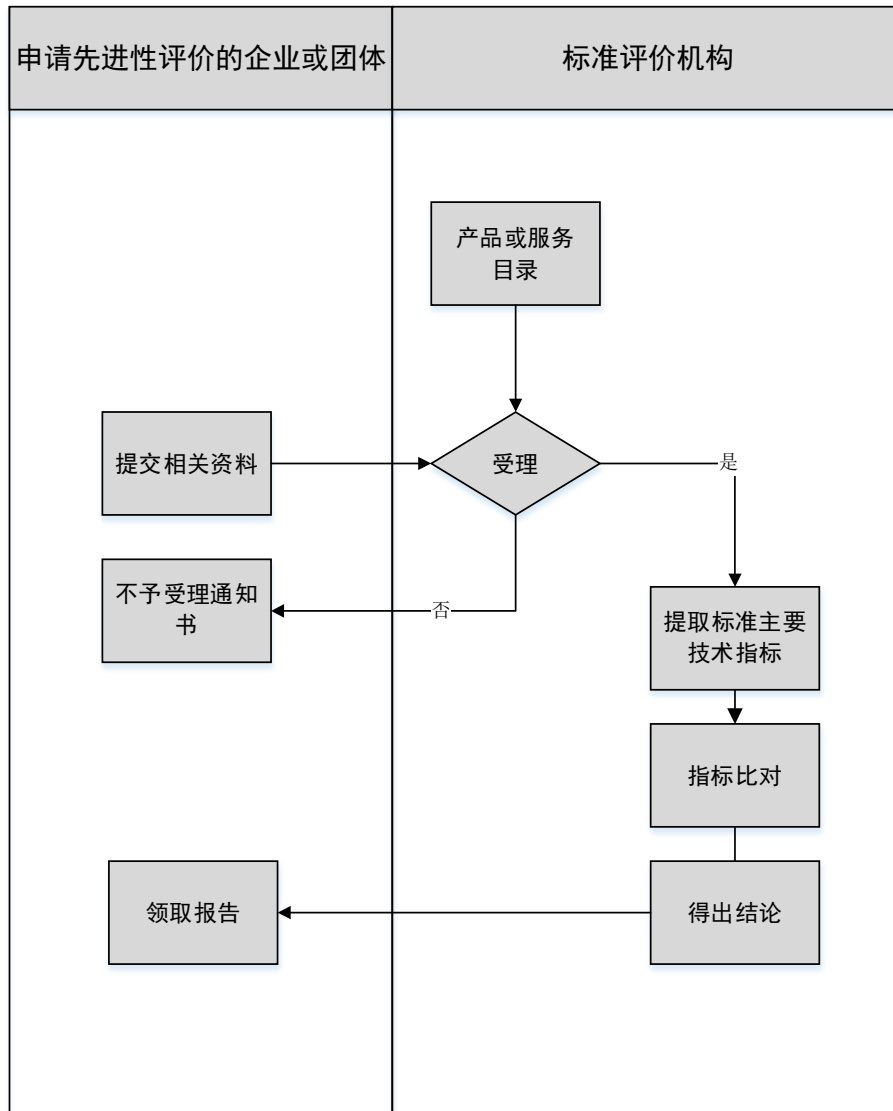 申请先进性评价的企业或团体
标准评价机构
产品或服务
目录
提交相关资料
受理
是
不予受理通知
书
否
提取标准主要
技术指标
指标比对
领取报告
得出结论